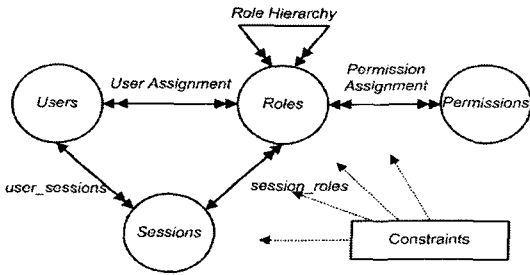 Role Hierarchy
User Assignment
Permission
Assignment
Users
Roles
Permissions
user_sessions
session_roles
Sessions
Constraints